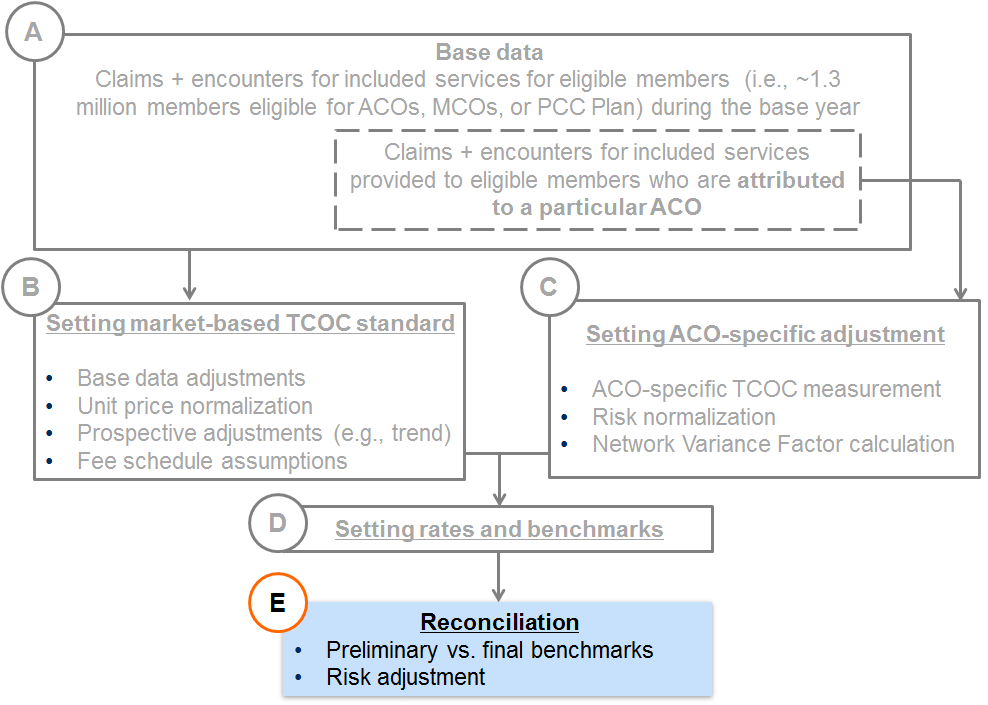 A
Base data
Claims + encounters for included services for eligible members (i.e., ~1.3
million members eligible for ACOs, MCOs, or PCC Plan) during the base year
Claims + encounters for included services
provided to eligible members who are attributed
to a particular ACO
B
Setting market-based TCOC standard
• Base data adjustments
• Unit price normalization
• Prospective adjustments (e.g., trend)
• Fee schedule assumptions
C
Setting ACO-specific adjustment
• ACO-specific TCOC measurement
• Risk normalization
• Network Variance Factor calculation
D
Setting rates and benchmarks
E
Reconciliation
• Preliminary vs. final benchmarks
• Risk adjustment